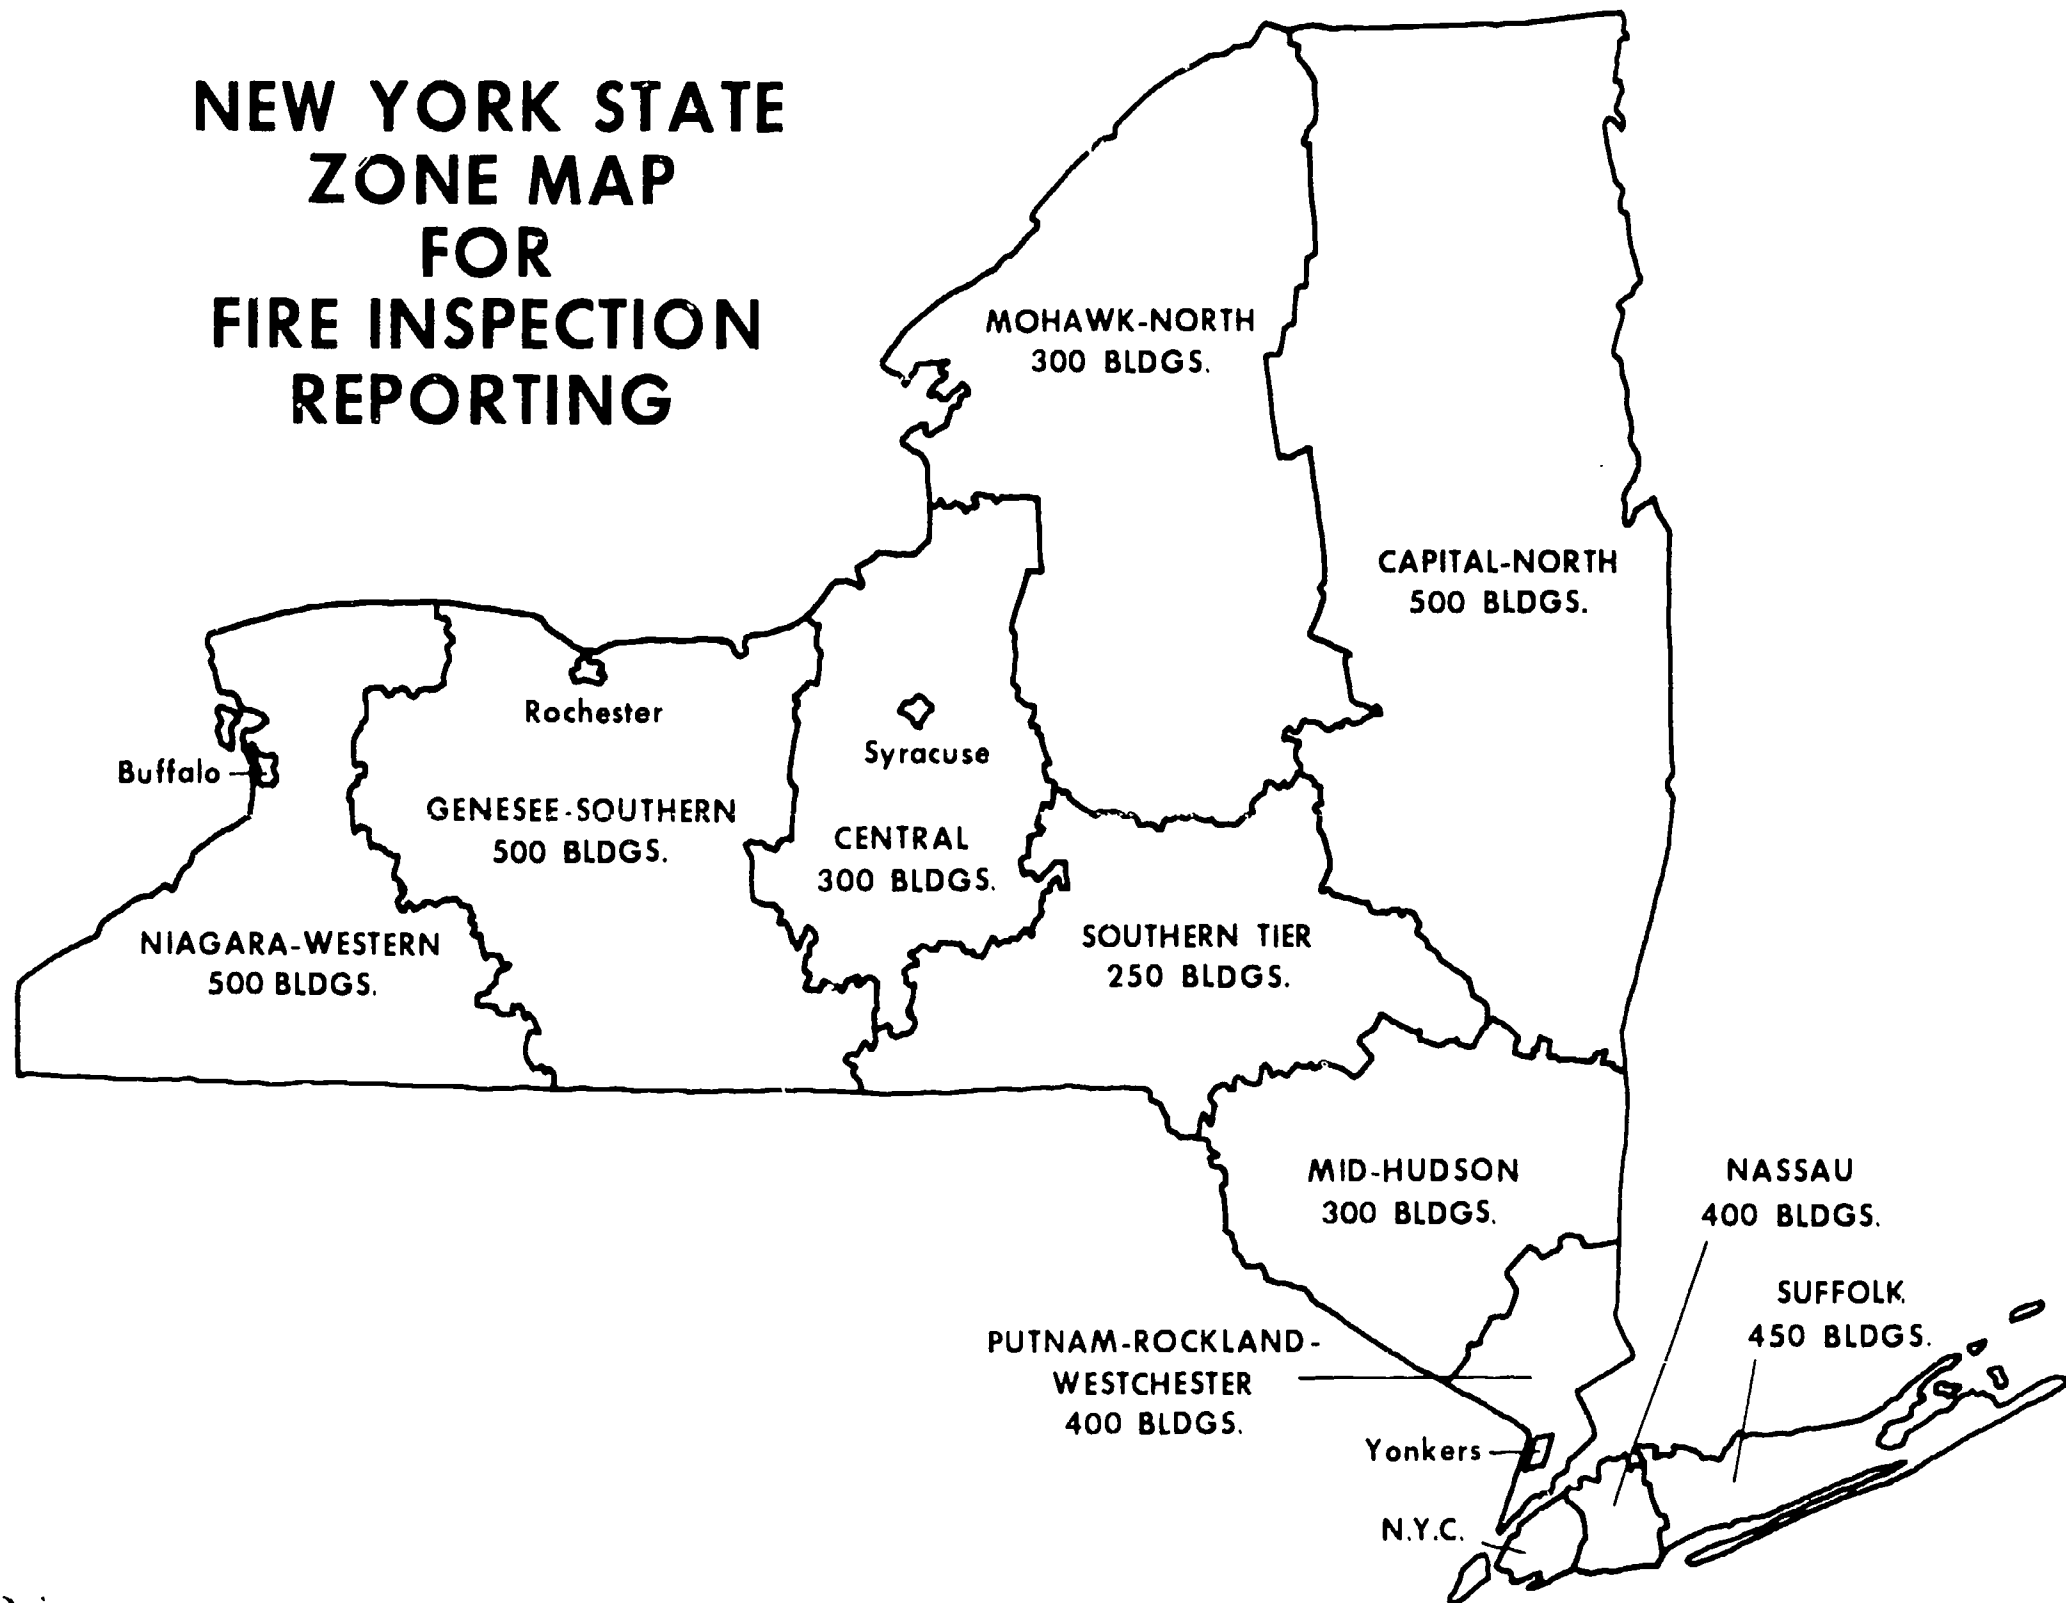 NEW YORK STATE
ZONE MAP
FOR
FIRE INSPECTION
REPORTING
MOHAWK-NORTH
300 BLDGS.
CAPITAL-NORTH
500 BLDGS.
Rochester
Syracuse
Buffalo
GENESEE-SOUTHERN
500 BLDGS.
CENTRAL
300 BLDGS.
NIAGARA-WESTERN
500 BLDGS.
SOUTHERN TIER
250 BLDGS.
MID-HUDSON
300 BLDGS.
NASSAU
400 BLDGS.
SUFFOLK
450 BLDGS.
PUTNAM-ROCKLAND-
WESTCHESTER
400 BLDGS.
Yonkers
N.Y.C.